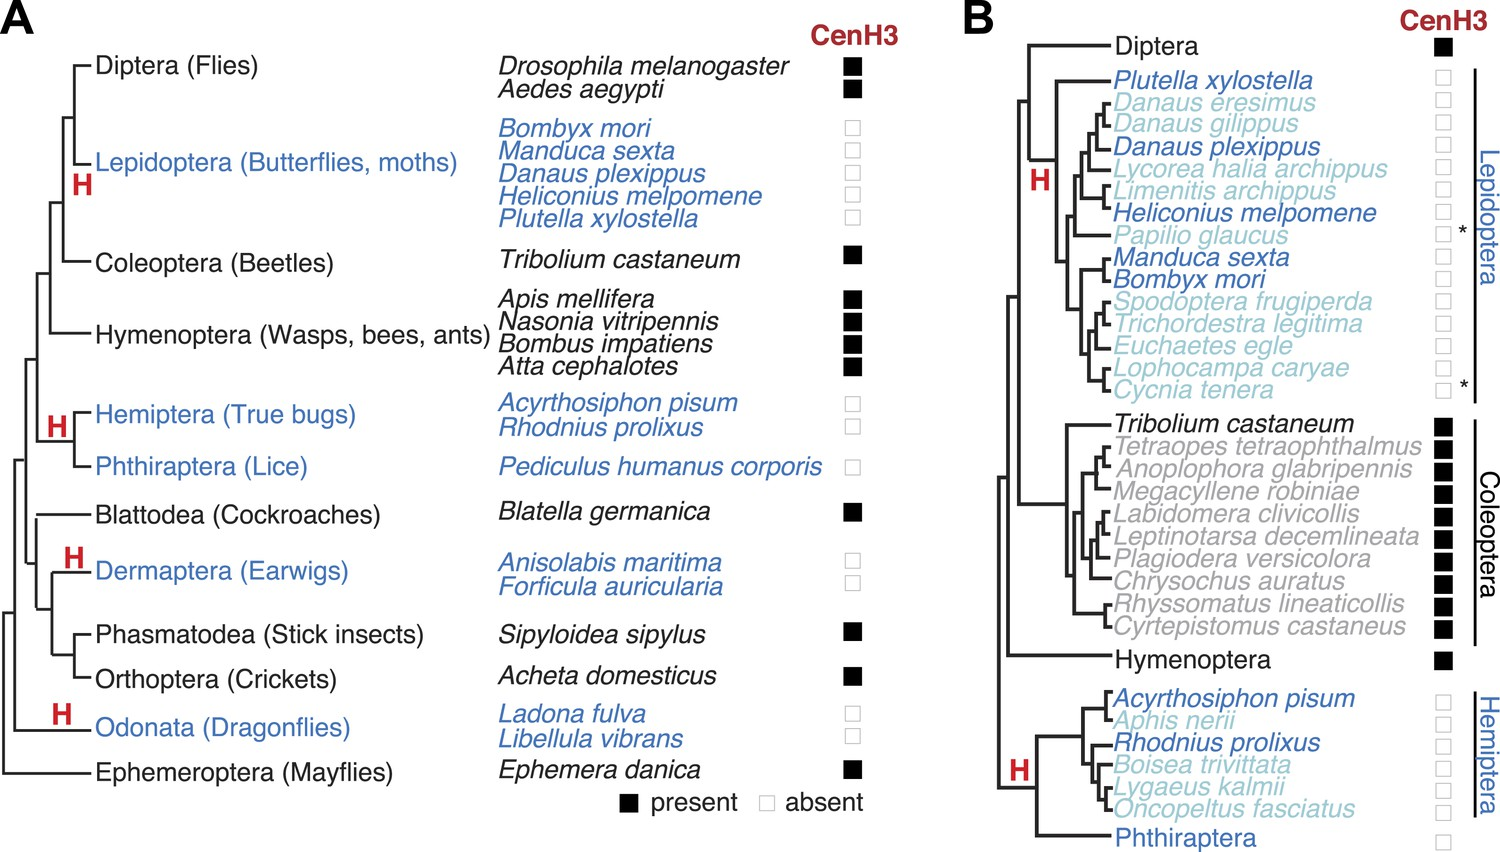 A
CenH3
Diptera (Flies)
Drosophila melanogaster
Aedes aegypti
Lepidoptera (Butterflies, moths)
H
Bombyx mori
Manduca sexta
Danaus plexippus
Heliconius melpomene
Plutella xylostella
Coleoptera (Beetles)
Tribolium castaneum
Hymenoptera (Wasps, bees, ants)
Apis mellifera
Nasonia vitripennis
Bombus impatiens
Atta cephalotes
H
Hemiptera (True bugs)
Acyrthosiphon pisum
Rhodnius prolixus
Phthiraptera (Lice)
Pediculus humanus corporis
Blattodea (Cockroaches)
Blatella germanica
H
Dermaptera (Earwigs)
Anisolabis maritima
Forficula auricularia
Phasmatodea (Stick insects)
Sipyloidea sipylus
Orthoptera (Crickets)
Acheta domesticus
H
Odonata (Dragonflies)
Ladona fulva
Libellula vibrans
Ephemeroptera (Mayflies)
Ephemera danica
present
absent
B
CenH3
Diptera
Plutella xylostella
Danaus eresimus
Danaus gilippus
Danaus plexippus
Lycorea halia archippus
H
Limenitis archippus
Heliconius melpomene
Papilio glaucus *
Manduca sexta
Bombyx mori
Spodoptera frugiperda
Trichordestra legitima
Euchaetes egle
Lophocampa caryae
Cycnia tenera *
Lepidoptera
Tribolium castaneum
Tetraopes tetraophthalmus
Anoplophora glabripennis
Megacyllene robiniae
Labidomera clivicollis
Leptinotarsa decemlineata
Plagiodera versicolora
Chrysochus auratus
Rhyssomatus lineaticollis
Cyrtepistomus castaneus
Coleoptera
Hymenoptera
Acyrthosiphon pisum
Aphis nerii
Rhodnius prolixus
H
Boisea trivittata
Lygaeus kalmii
Oncopeltus fasciatus
Hemiptera
Phthiraptera